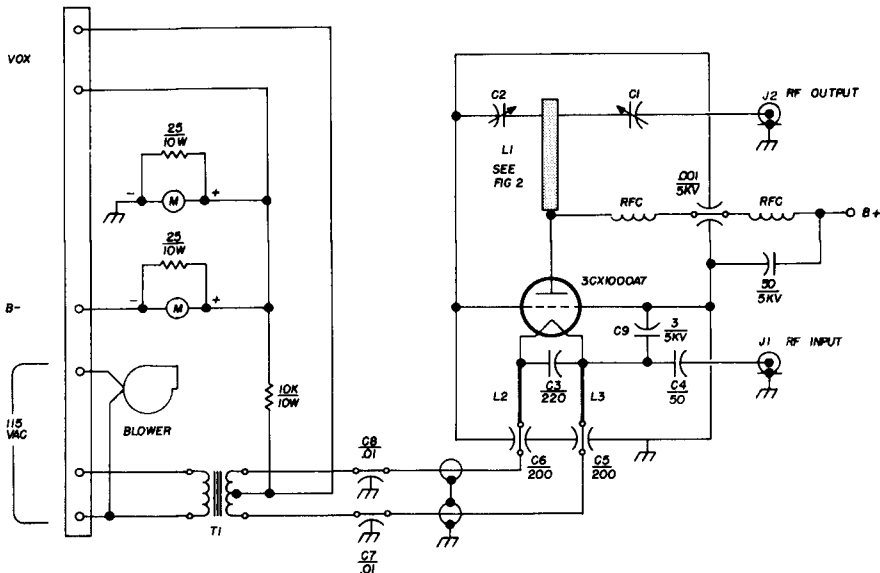 VOX
25
10W
- M +
25
10W
B-
- M +
10K
10W
115
VAC
BLOWER
T1
C8
.01
C7
.01
C2
C1
J2 RF OUTPUT
L1
SEE
FIG 2
.001
5KV
RFC
RFC
B+
50
5KV
3CX1000A7
C9
3
5KV
J1 RF INPUT
L2
C3
220
L3
C4
50
C6
200
C5
200